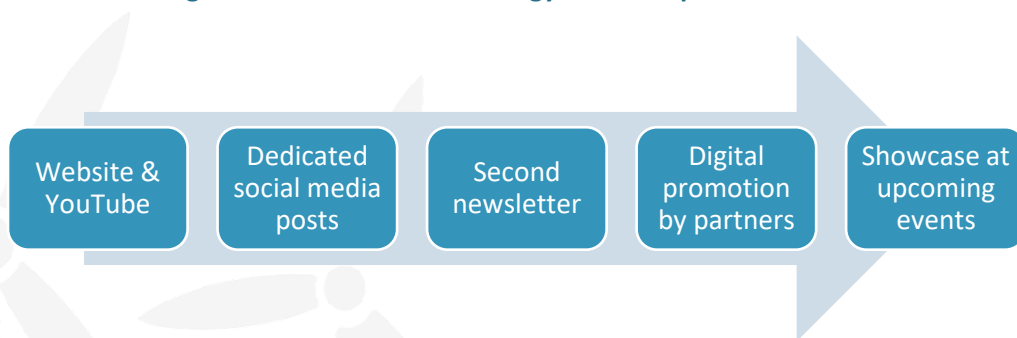 Website &
YouTube
Dedicated
social media
posts
Second
newsletter
Digital
promotion
by partners
Showcase at
upcoming
events